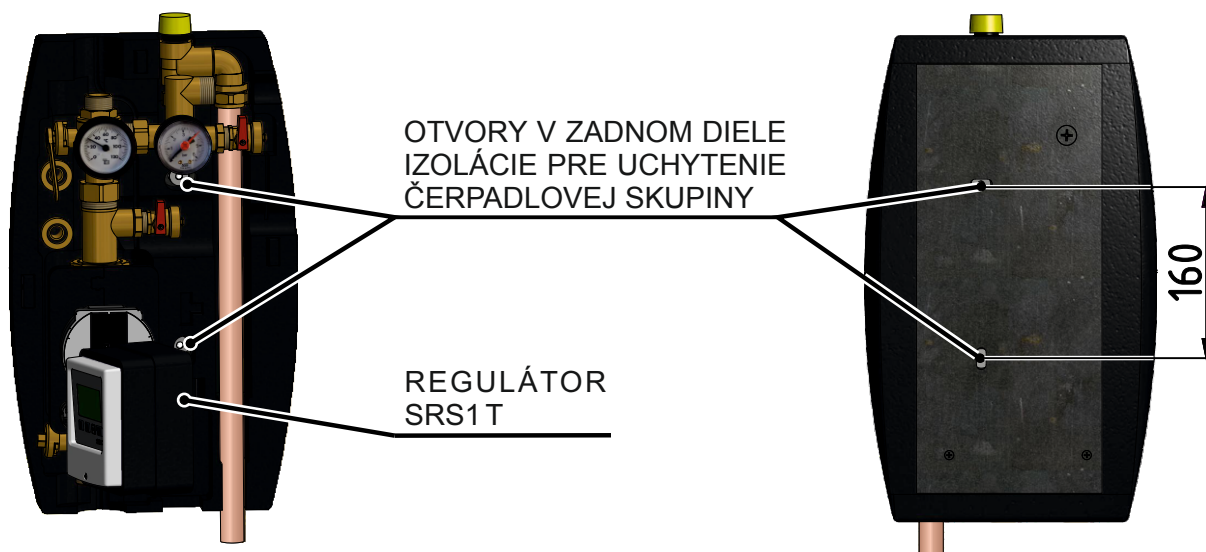 OTVORY V ZADNOM DIELE
IZOLÁCIE PRE UCHYTENIE
ČERPADLOVEJ SKUPINY
160
REGULÁTOR
SRS1 T